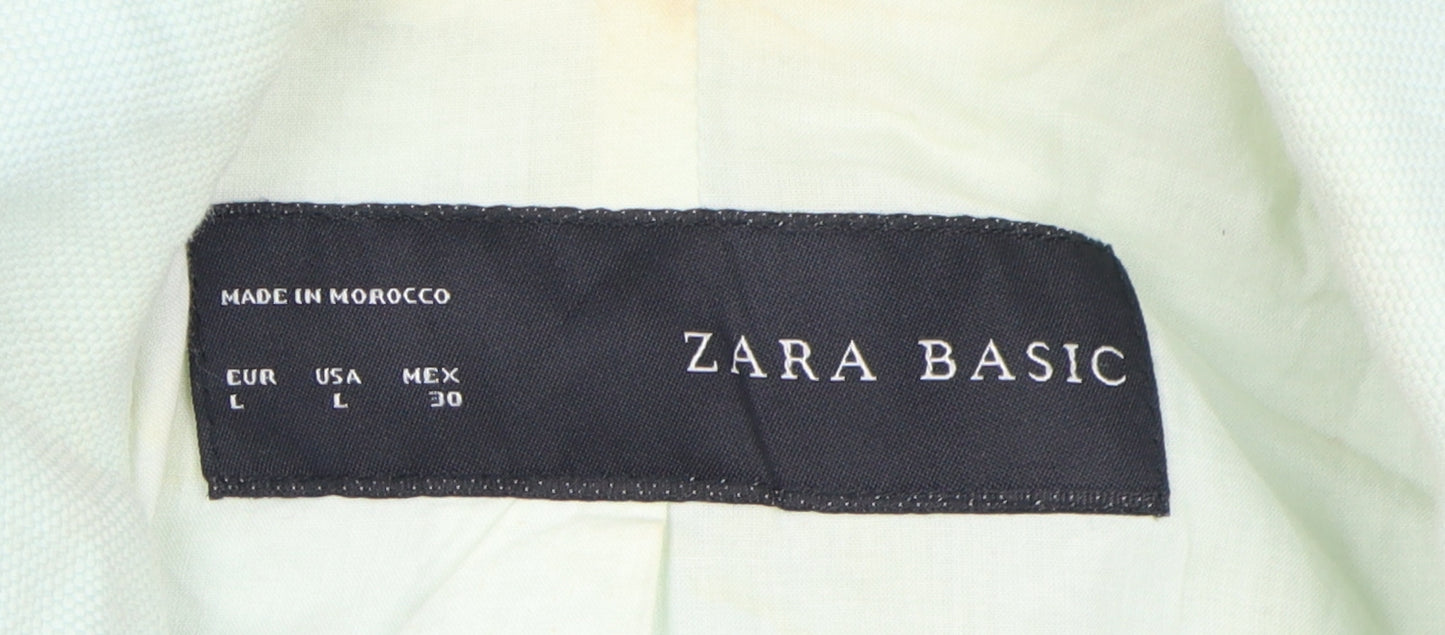 MADE IN MOROCCO
ZARA BASIC
EUR USA MEX
L L 30